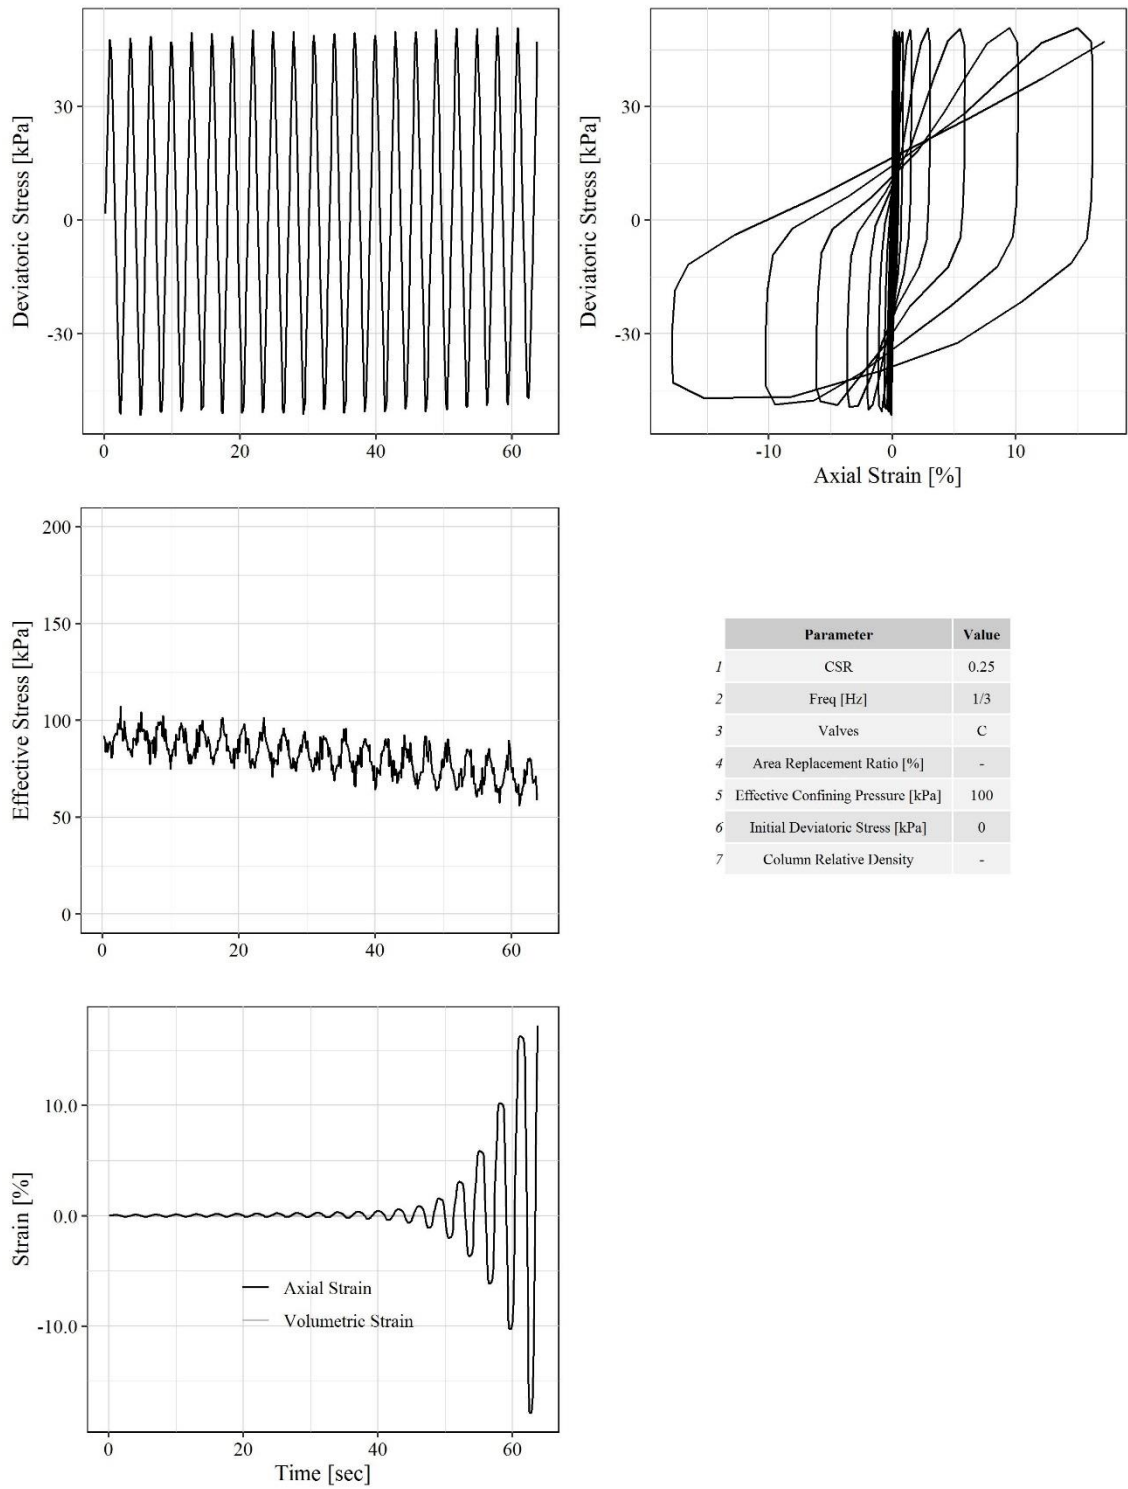 Deviatoric Stress [kPa]
30
0
-30
0
20
40
60
Deviatoric Stress [kPa]
30
0
-30
-10
0
10
Axial Strain [%]
Effective Stress [kPa]
200
150
100
50
0
0
20
40
60
Parameter Value
1 CSR 0.25
2 Freq [Hz] 1/3
3 Valves C
4 Area Replacement Ratio [%] -
5 Effective Confining Pressure [kPa] 100
6 Initial Deviatoric Stress [kPa] 0
7 Column Relative Density -
Strain [%]
10.0
0.0
-10.0
Axial Strain
Volumetric Strain
0
20
40
60
Time [sec]